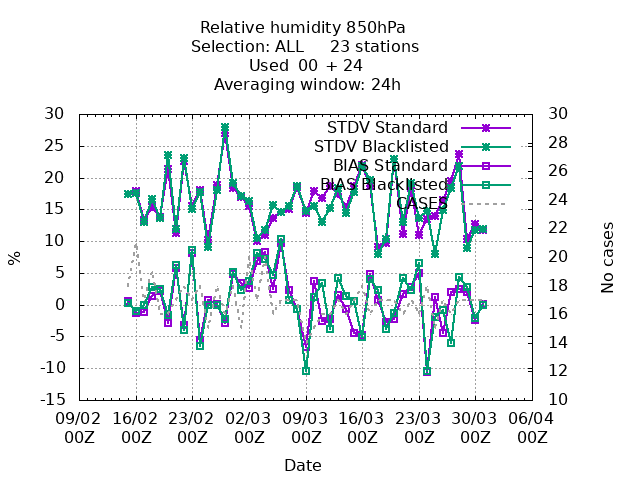 Relative humidity 850hPa
Selection: ALL 23 stations
Used 00 + 24
Averaging window: 24h
30 25 20 15 10 5 0 -5 -10 -15
%
STDV Standard
STDV Blacklisted
BIAS Standard
BIAS Blacklisted
CASES
30 28 26 24 22 20 18 16 14 12 10
No cases
09/02 16/02 23/02 02/03 09/03 16/03 23/03 30/03 06/04
00Z 00Z 00Z 00Z 00Z 00Z 00Z 00Z 00Z
Date